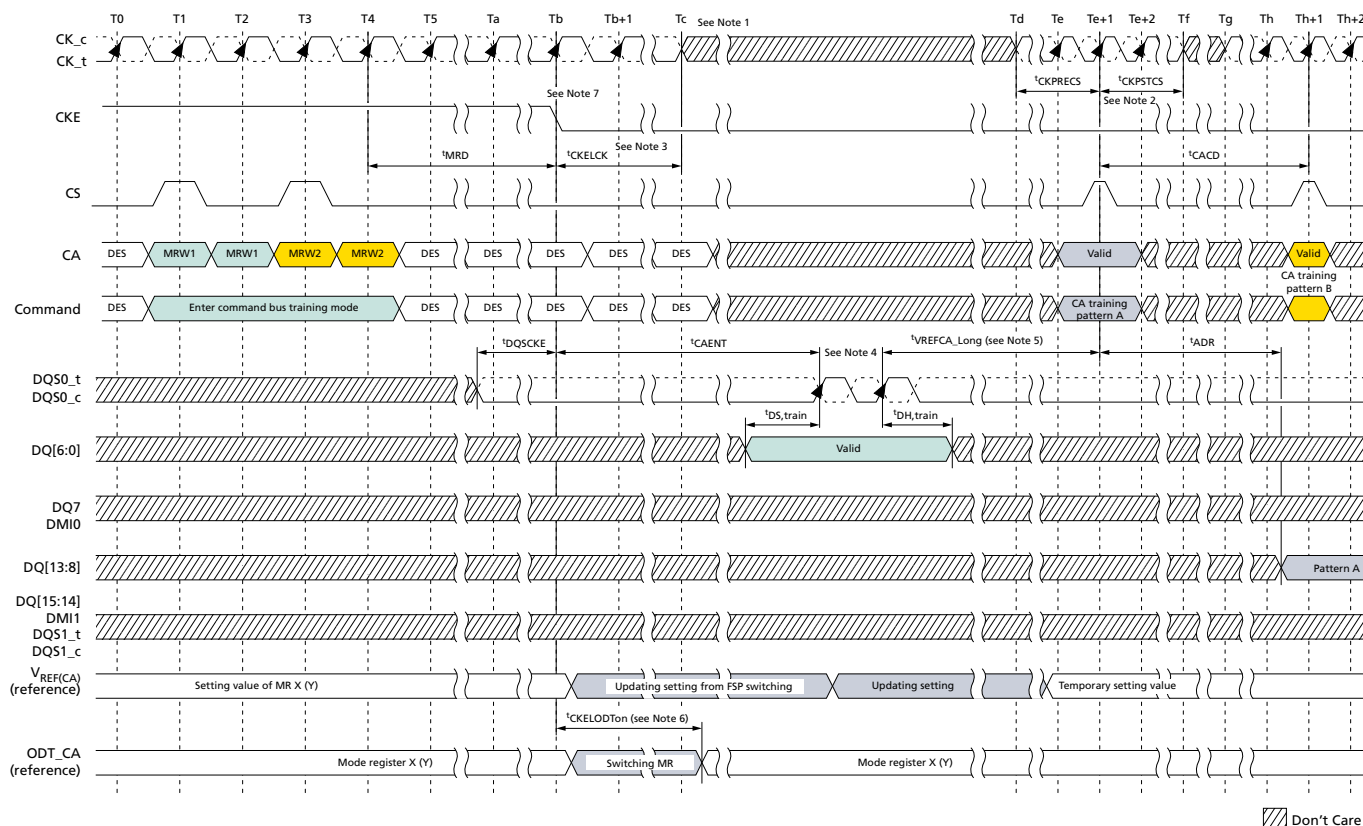 T0 T1 T2 T3 T4 T5 Ta Tb Tb+1 Tc See Note 1 Td Te Te+1 Te+2 Tf Tg Th Th+1 Th+2
CK_c
CK_t
tCKPRECS tCKPSTCS
See Note 7 See Note 2
CKE
See Note 3
tMRD tCKELCK tCACD
CS
CA DES MRW1 MRW1 MRW2 MRW2 DES DES DES DES DES Valid Valid
CA training
pattern B
Command DES Enter command bus training mode DES DES DES DES DES CA training
pattern A
tDQSCKE tCAENT See Note 4 tVREFCA_Long (see Note 5) tADR
DQS0_t
DQS0_c
tDS,train tDH,train
DQ[6:0] Valid
DQ7
DMI0
DQ[13:8] Pattern A
DQ[15:14]
DMI1
DQS1_t
DQS1_c
VREF(CA)
(reference) Setting value of MR X (Y) Updating setting from FSP switching Updating setting Temporary setting value
tCKELODTon (see Note 6)
ODT_CA
(reference) Mode register X (Y) Switching MR Mode register X (Y)
Don't Care